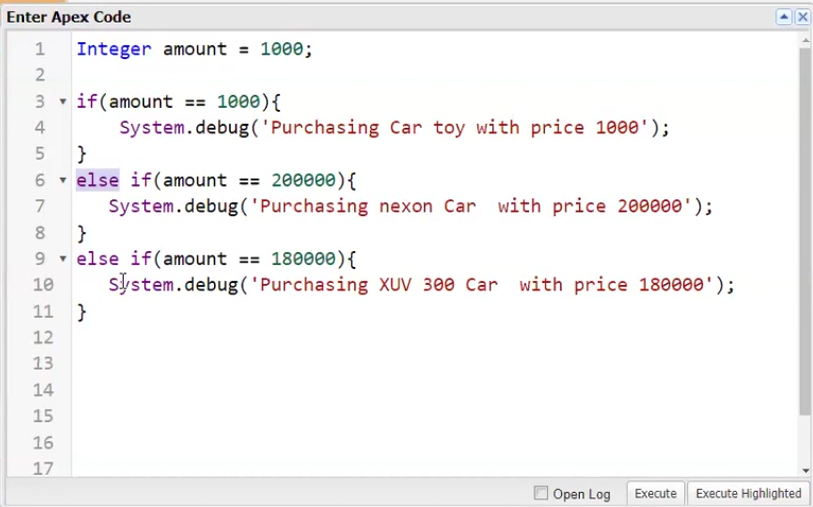 Enter Apex Code
1 Integer amount = 1000;
2
3 if(amount == 1000){
4 System.debug('Purchasing Car toy with price 1000');
5 }
6 else if(amount == 200000){
7 System.debug('Purchasing nexon Car  with price 200000');
8 }
9 else if(amount == 180000){
10 System.debug('Purchasing XUV 300 Car  with price 180000');
11 }
12
13
14
15
16
17
Open Log Execute Execute Highlighted